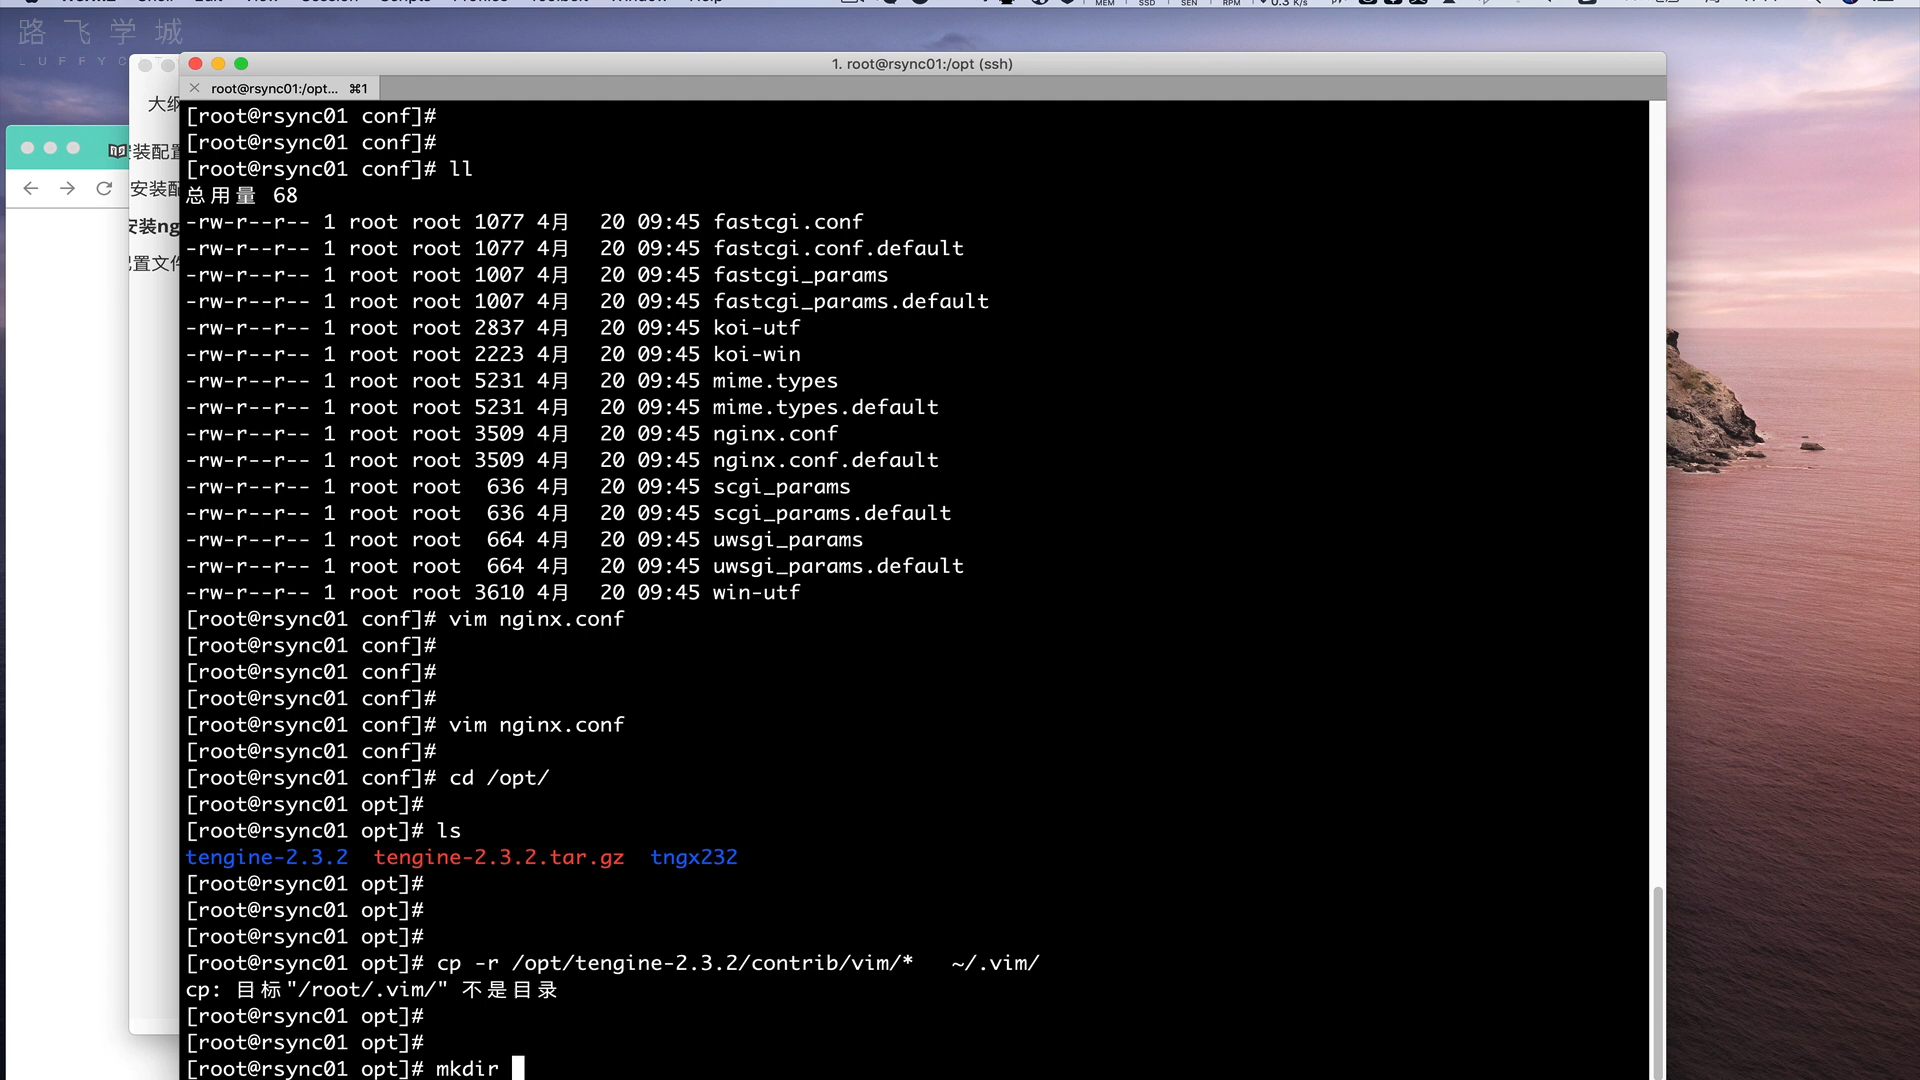 路飞学城
1. root@rsync01:/opt (ssh)
root@rsync01:/opt... ⌘1
大纲
装配置
安装配
安装ng
置文件
[root@rsync01 conf]#
[root@rsync01 conf]#
[root@rsync01 conf]# ll
总用量 68
-rw-r--r-- 1 root root 1077 4月  20 09:45 fastcgi.conf
-rw-r--r-- 1 root root 1077 4月  20 09:45 fastcgi.conf.default
-rw-r--r-- 1 root root 1007 4月  20 09:45 fastcgi_params
-rw-r--r-- 1 root root 1007 4月  20 09:45 fastcgi_params.default
-rw-r--r-- 1 root root 2837 4月  20 09:45 koi-utf
-rw-r--r-- 1 root root 2223 4月  20 09:45 koi-win
-rw-r--r-- 1 root root 5231 4月  20 09:45 mime.types
-rw-r--r-- 1 root root 5231 4月  20 09:45 mime.types.default
-rw-r--r-- 1 root root 3509 4月  20 09:45 nginx.conf
-rw-r--r-- 1 root root 3509 4月  20 09:45 nginx.conf.default
-rw-r--r-- 1 root root  636 4月  20 09:45 scgi_params
-rw-r--r-- 1 root root  636 4月  20 09:45 scgi_params.default
-rw-r--r-- 1 root root  664 4月  20 09:45 uwsgi_params
-rw-r--r-- 1 root root  664 4月  20 09:45 uwsgi_params.default
-rw-r--r-- 1 root root 3610 4月  20 09:45 win-utf
[root@rsync01 conf]# vim nginx.conf
[root@rsync01 conf]#
[root@rsync01 conf]#
[root@rsync01 conf]#
[root@rsync01 conf]# vim nginx.conf
[root@rsync01 conf]#
[root@rsync01 conf]# cd /opt/
[root@rsync01 opt]#
[root@rsync01 opt]# ls
tengine-2.3.2  tengine-2.3.2.tar.gz  tngx232
[root@rsync01 opt]#
[root@rsync01 opt]#
[root@rsync01 opt]#
[root@rsync01 opt]# cp -r /opt/tengine-2.3.2/contrib/vim/*   ~/.vim/
cp: 目标"/root/.vim/" 不是目录
[root@rsync01 opt]#
[root@rsync01 opt]#
[root@rsync01 opt]# mkdir